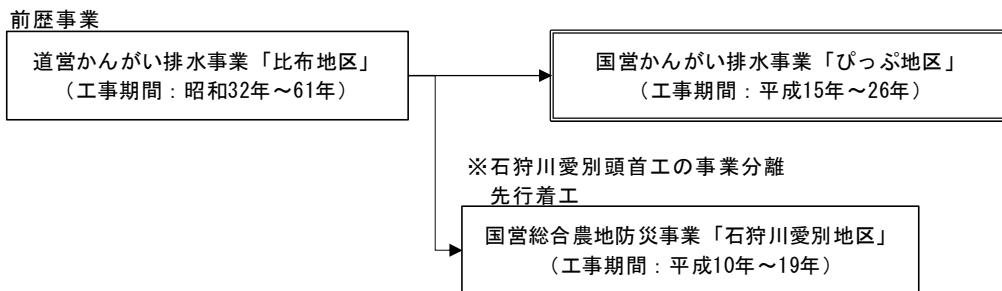 前歴事業
道営かんがい排水事業「比布地区」
（工事期間：昭和32年～61年）
国営かんがい排水事業「ぴっぷ地区」
（工事期間：平成15年～26年）
※石狩川愛別頭首工の事業分離
先行着工
国営総合農地防災事業「石狩川愛別地区」
（工事期間：平成10年～19年）